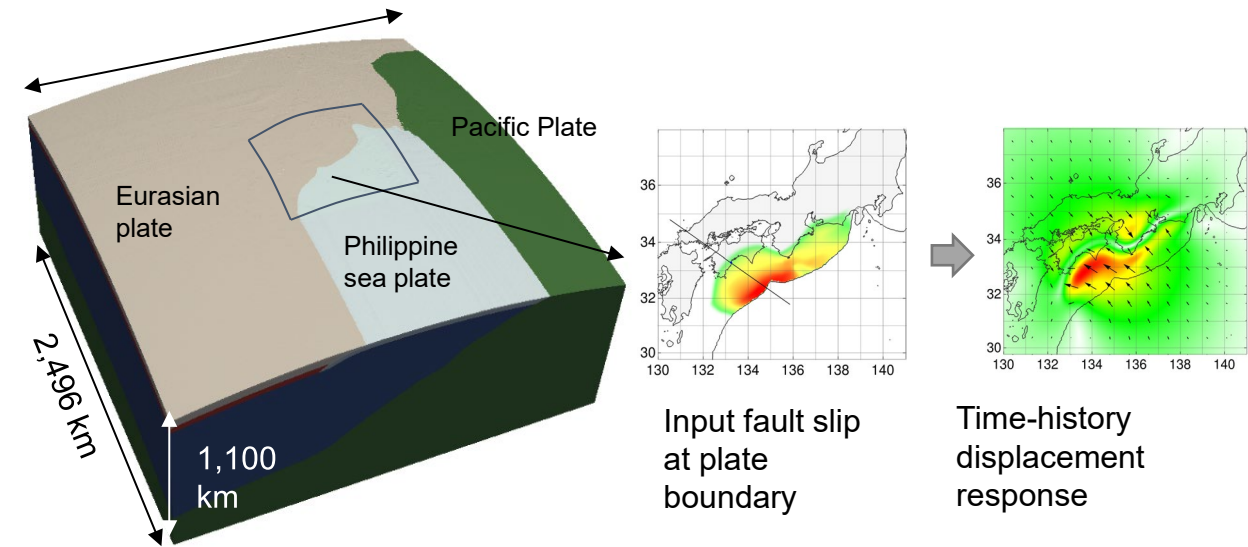 Pacific Plate
Eurasian
plate
Philippine
sea plate
2,496 km
1,100
km
36
34
32
30
130 132 134 136 138 140
Input fault slip
at plate
boundary
36
34
32
30
130 132 134 136 138 140
Time-history
displacement
response